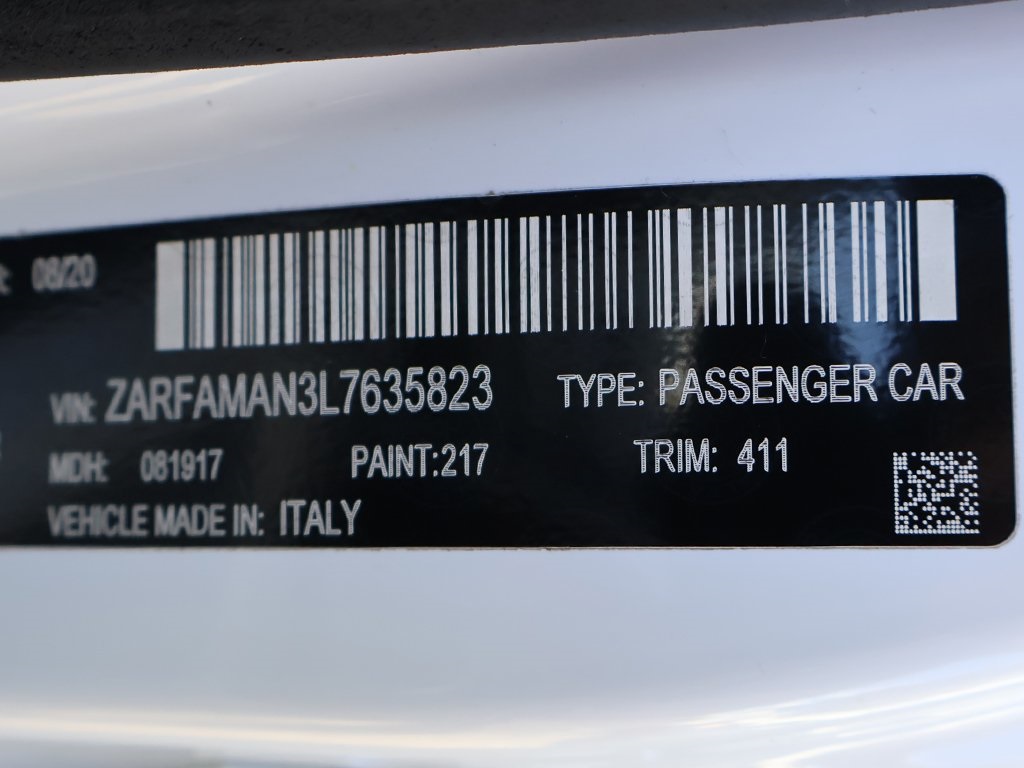 08/20
VIN: ZARFAMAN3L7635823 TYPE: PASSENGER CAR
MDH: 081917 PAINT:217 TRIM: 411
VEHICLE MADE IN: ITALY